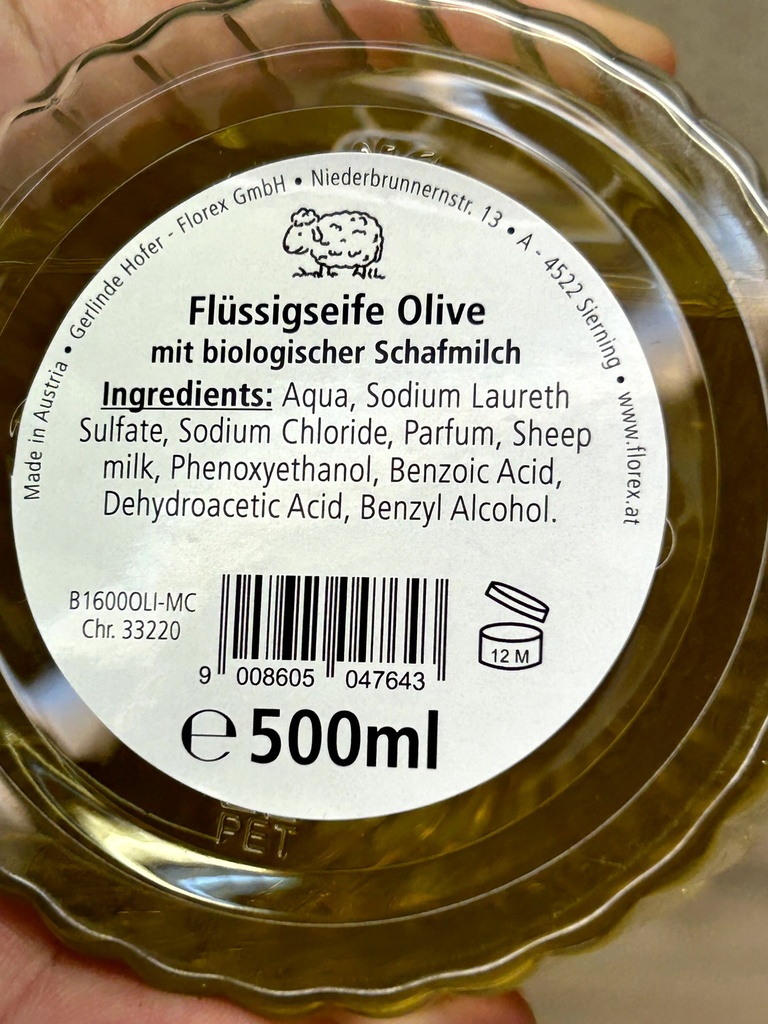 Made in Austria • Gerlinde Hofer - Florex GmbH • Niederbrunnernstr. 13 • A - 4522 Sierning • www.florex.at
Flüssigseife Olive
mit biologischer Schafmilch
Ingredients: Aqua, Sodium Laureth
Sulfate, Sodium Chloride, Parfum, Sheep
milk, Phenoxyethanol, Benzoic Acid,
Dehydroacetic Acid, Benzyl Alcohol.
B1600OLI-MC
Chr. 33220
12 M
9 008605 047643
℮ 500ml
PET